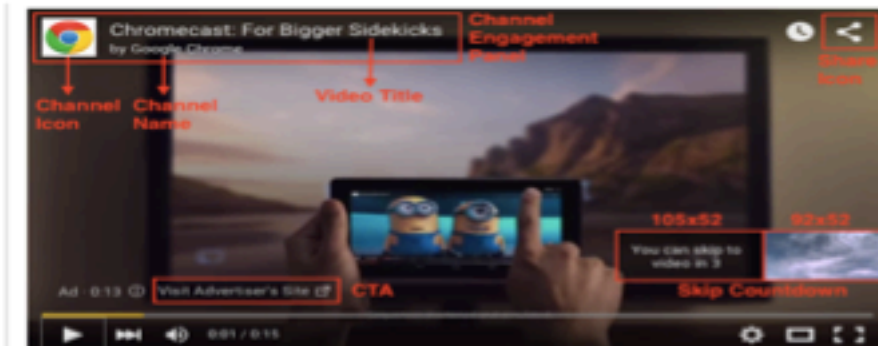 Chromecast: For Bigger Sidekicks
by Google Chrome
Channel
Engagement
Panel
Share
Icon
Channel
Icon
Channel
Name
Video Title
105x52
92x52
You can skip to
video in 3
Ad · 0:13
Visit Advertiser's Site
CTA
Skip Countdown
0:01 / 0:15